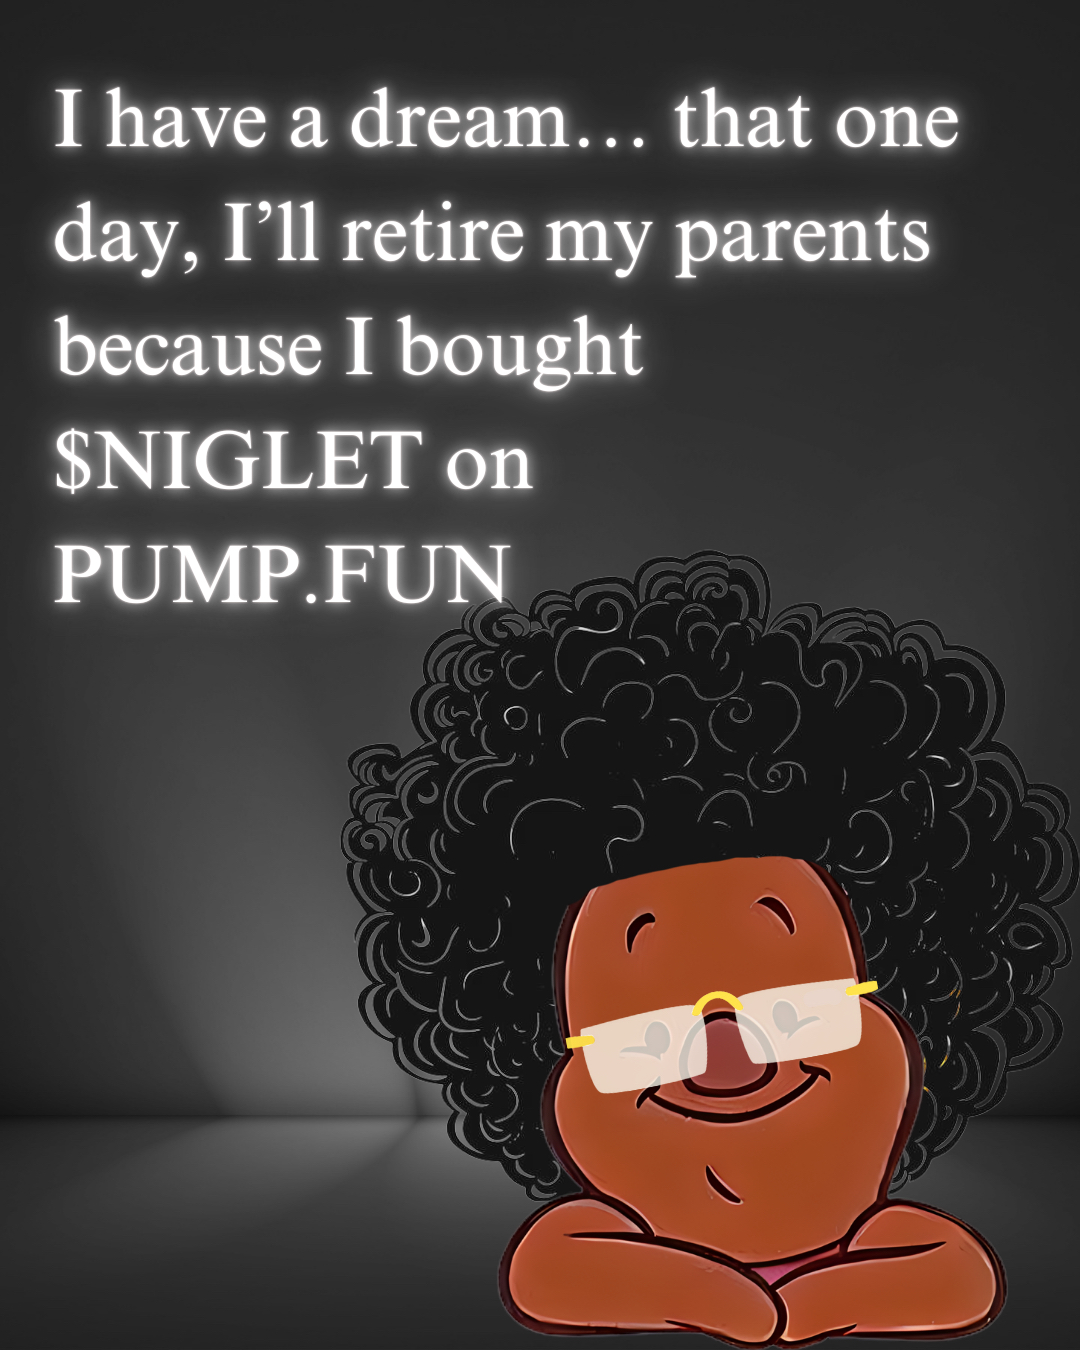 I have a dream… that one
day, I’ll retire my parents
because I bought
$NIGLET on
PUMP.FUN